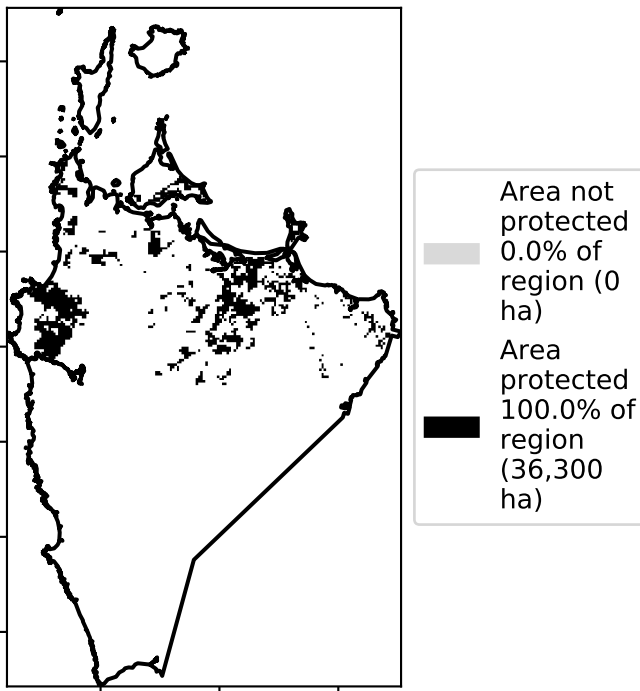 Area not
protected
0.0% of
region (0
ha)
Area
protected
100.0% of
region
(36,300
ha)